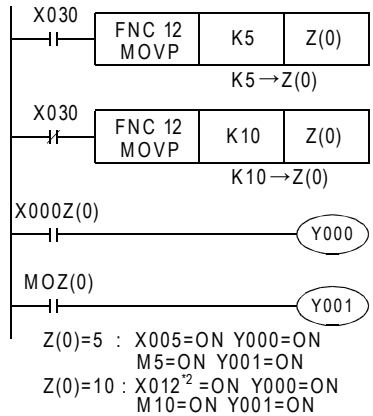 X030
FNC 12 MOVP K5 Z(0)
K5→Z(0)
X030
FNC 12 MOVP K10 Z(0)
K10→Z(0)
X000Z(0)
Y000
MOZ(0)
Y001
Z(0)=5 : X005=ON Y000=ON
M5=ON Y001=ON
Z(0)=10 : X012*2 =ON Y000=ON
M10=ON Y001=ON